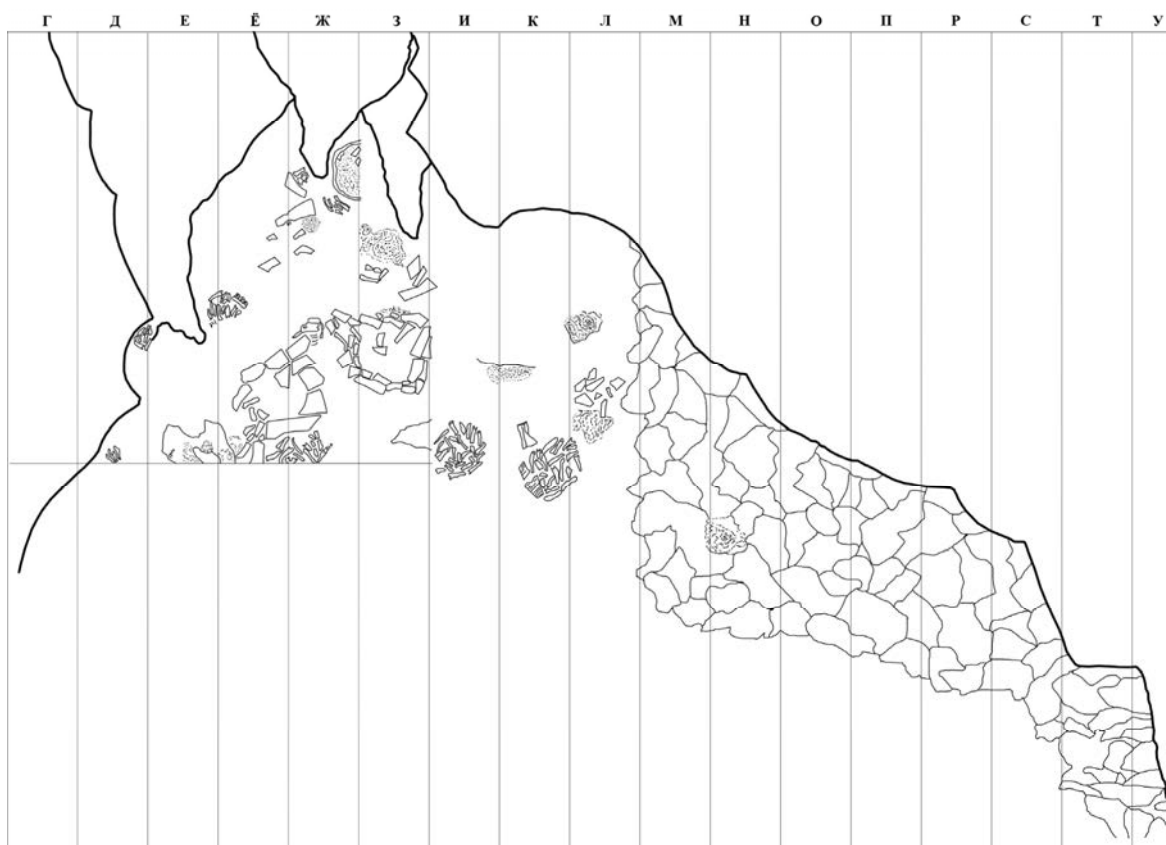 Г Д Е Ё Ж З И К Л М Н О П Р С Т У